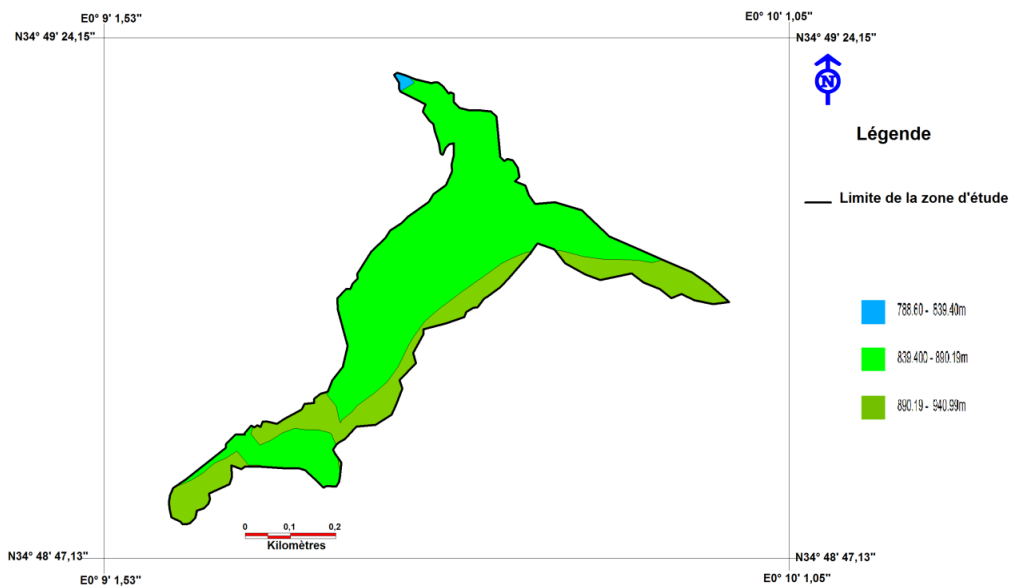 E0° 9' 1,53"
E0° 10' 1,05"
N34° 49' 24,15"
N34° 49' 24,15"
N
Légende
Limite de la zone d'étude
788.60 - 839.40m
839.400 - 890.19m
890.19 - 940.99m
0 0,1 0,2
Kilomètres
N34° 48' 47,13"
N34° 48' 47,13"
E0° 9' 1,53"
E0° 10' 1,05"